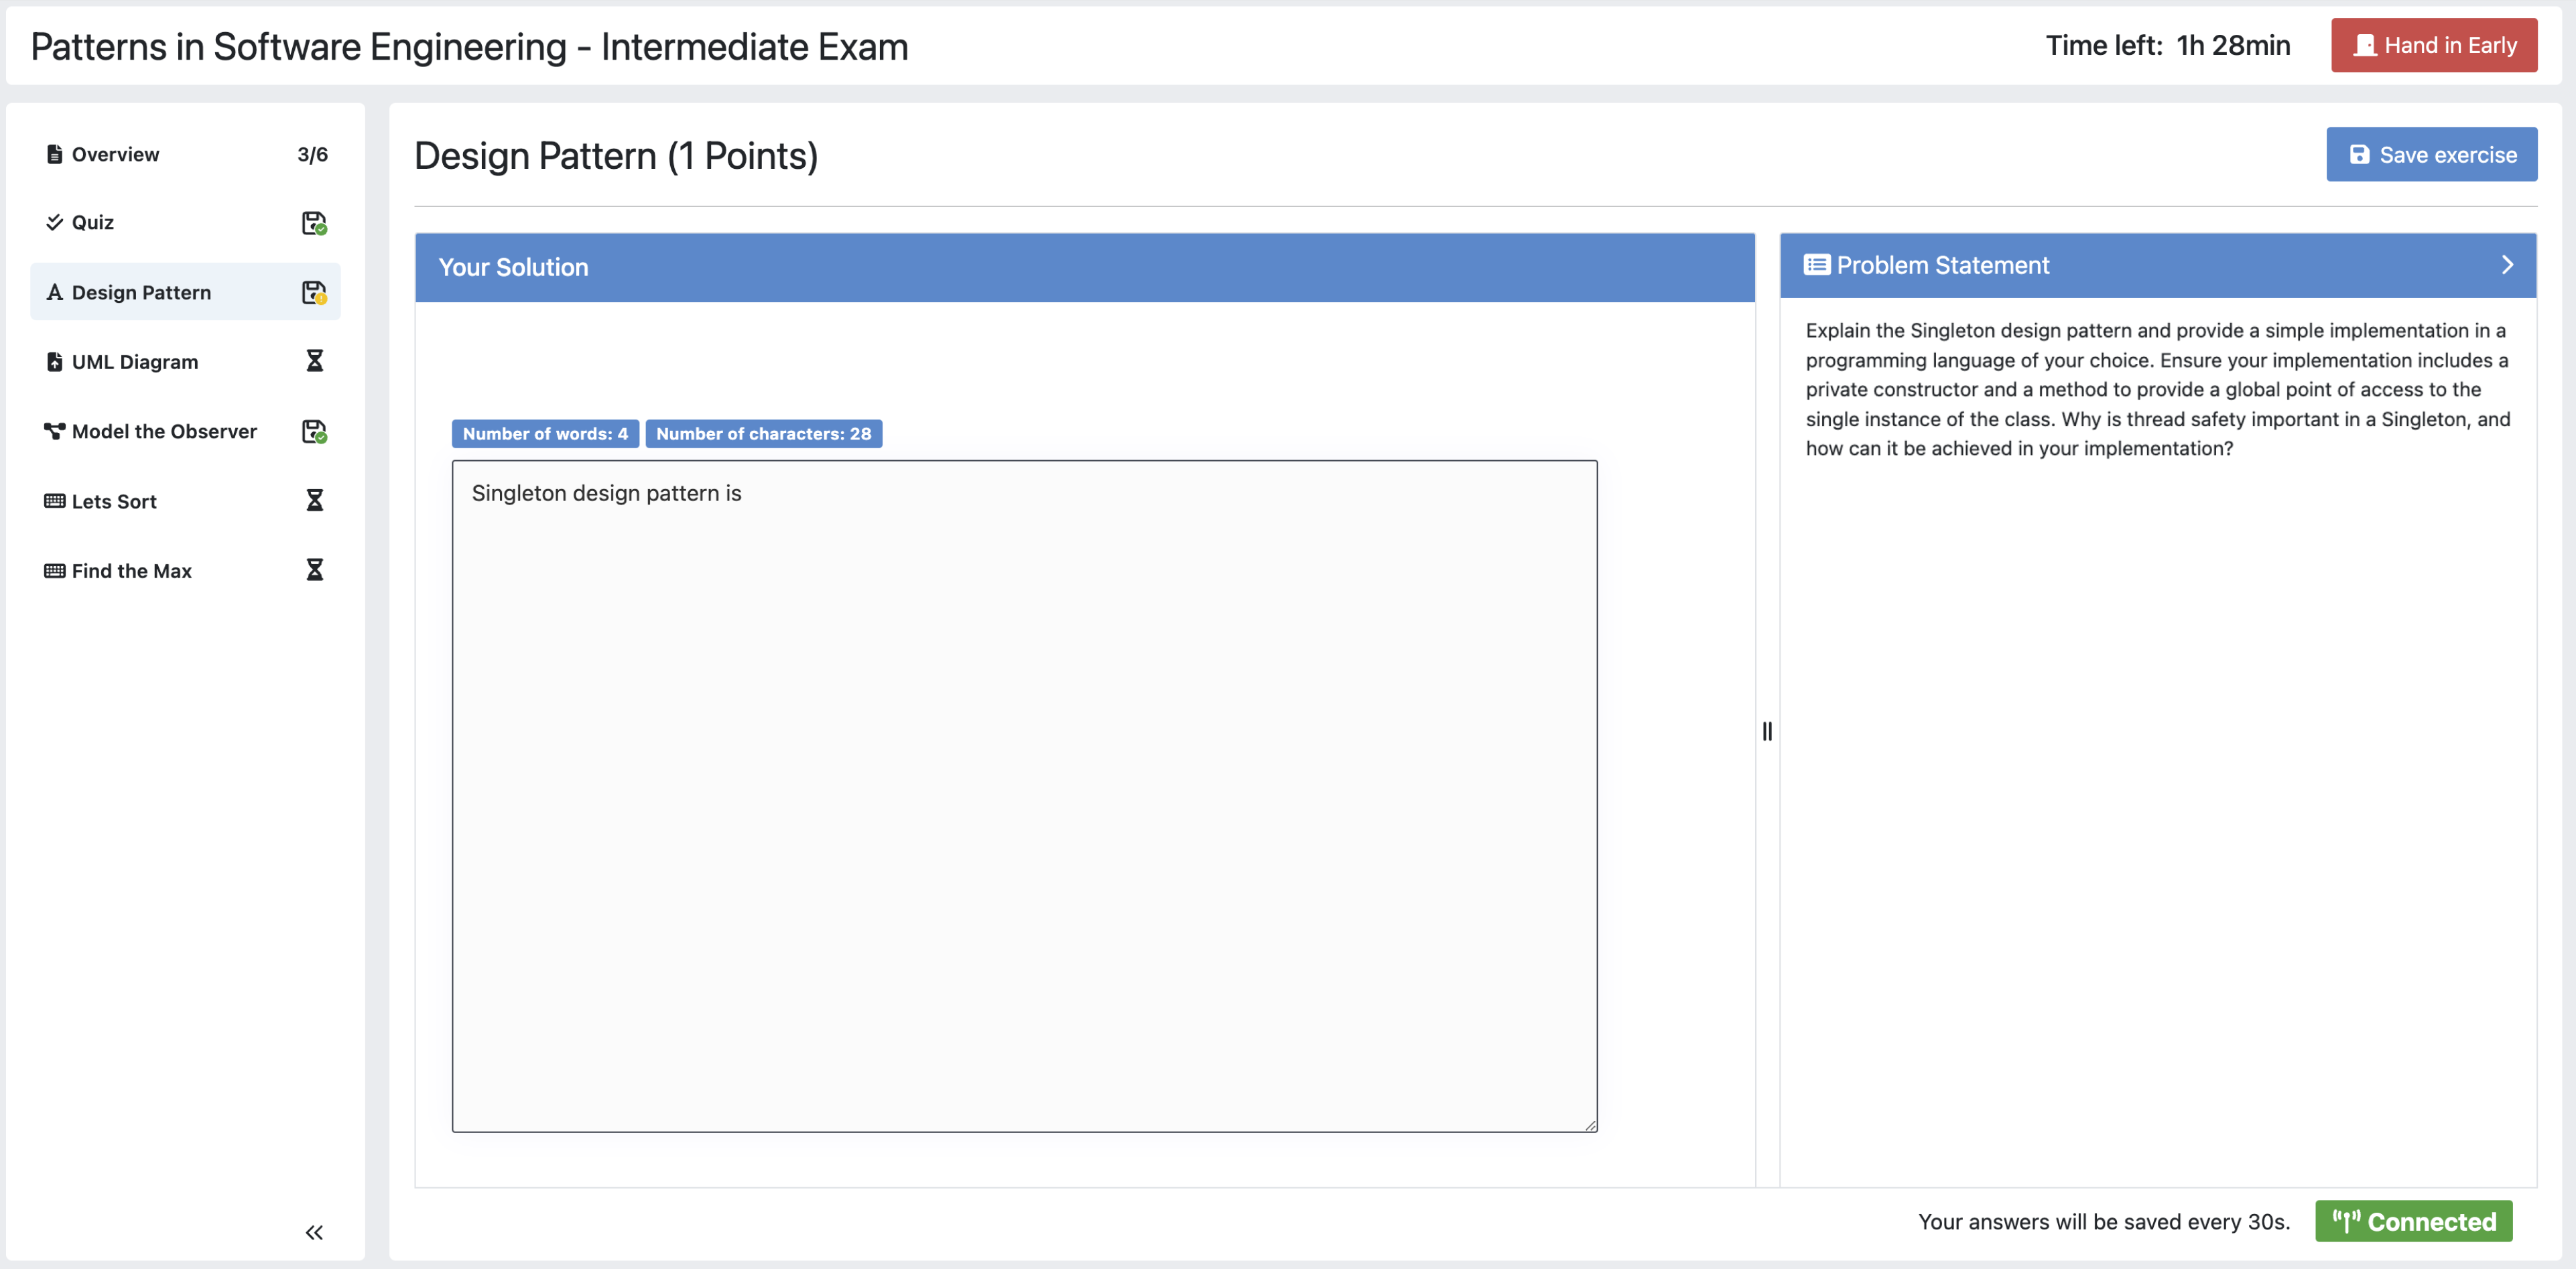 Patterns in Software Engineering - Intermediate Exam
Time left: 1h 28min
Hand in Early
Overview 3/6
Quiz
Design Pattern
UML Diagram
Model the Observer
Lets Sort
Find the Max
Design Pattern (1 Points)
Save exercise
Your Solution
Number of words: 4 Number of characters: 28
Singleton design pattern is
Problem Statement
Explain the Singleton design pattern and provide a simple implementation in a
programming language of your choice. Ensure your implementation includes a
private constructor and a method to provide a global point of access to the
single instance of the class. Why is thread safety important in a Singleton, and
how can it be achieved in your implementation?
Your answers will be saved every 30s.
Connected